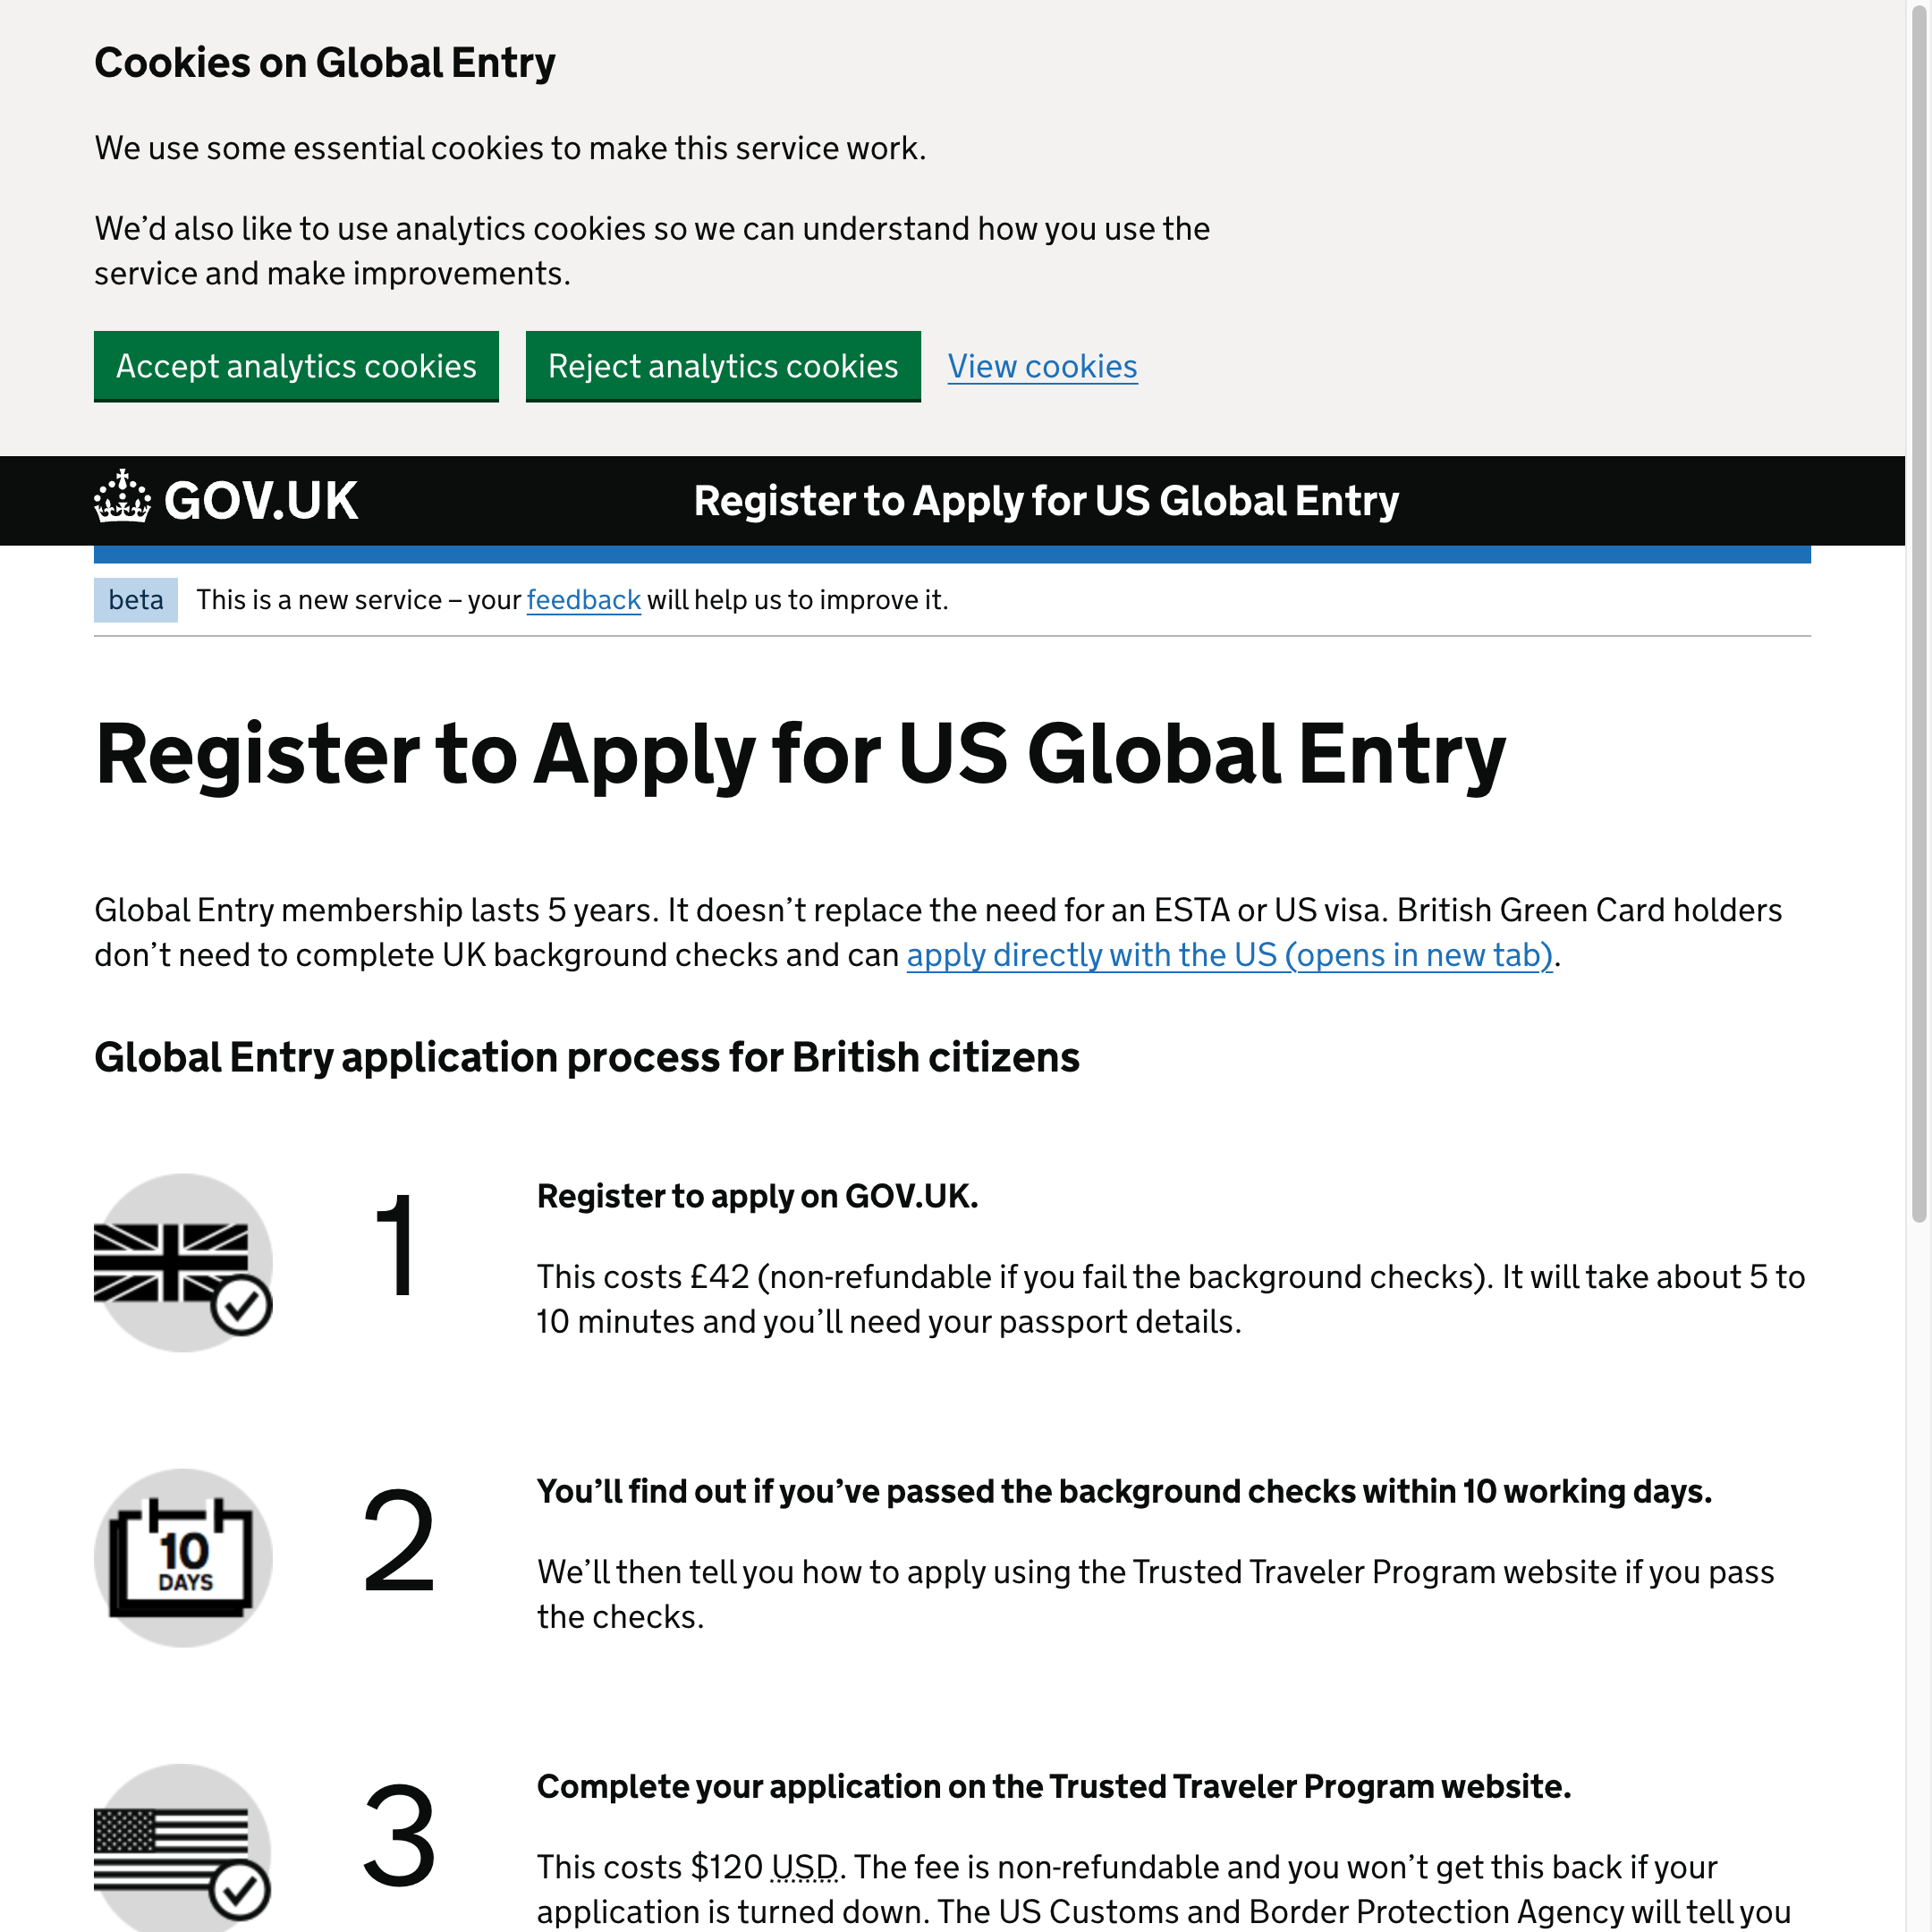 Cookies on Global Entry
We use some essential cookies to make this service work.
We’d also like to use analytics cookies so we can understand how you use the
service and make improvements.
Accept analytics cookies
Reject analytics cookies
View cookies
GOV.UK
Register to Apply for US Global Entry
beta
This is a new service – your feedback will help us to improve it.
Register to Apply for US Global Entry
Global Entry membership lasts 5 years. It doesn’t replace the need for an ESTA or US visa. British Green Card holders
don’t need to complete UK background checks and can apply directly with the US (opens in new tab).
Global Entry application process for British citizens
1
Register to apply on GOV.UK.
This costs £42 (non-refundable if you fail the background checks). It will take about 5 to
10 minutes and you’ll need your passport details.
10
DAYS
2
You’ll find out if you’ve passed the background checks within 10 working days.
We’ll then tell you how to apply using the Trusted Traveler Program website if you pass
the checks.
3
Complete your application on the Trusted Traveler Program website.
This costs $120 USD. The fee is non-refundable and you won’t get this back if your
application is turned down. The US Customs and Border Protection Agency will tell you